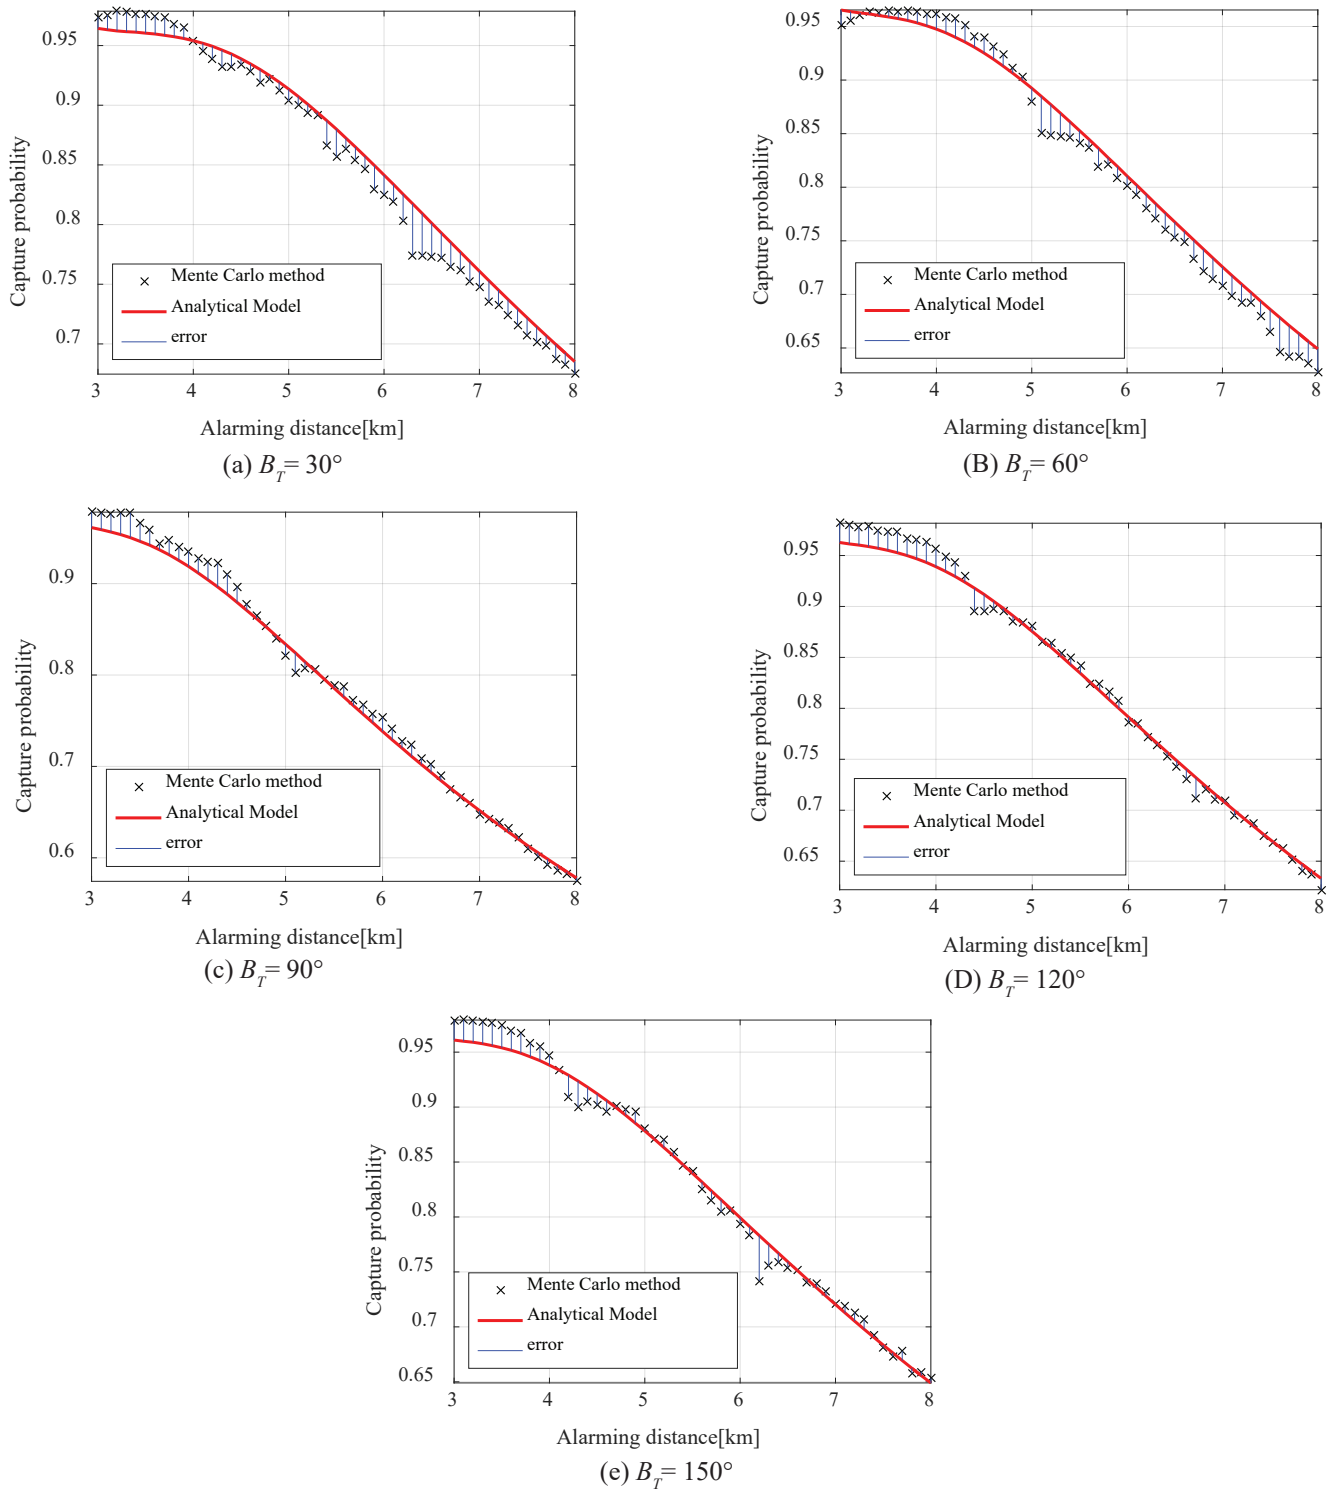 0.95
0.9
0.85
0.8
0.75
0.7
Capture probability
Mente Carlo method
Analytical Model
error
3 4 5 6 7 8
Alarming distance[km]
(a) B_T= 30°
0.95
0.9
0.85
0.8
0.75
0.7
0.65
Capture probability
Mente Carlo method
Analytical Model
error
3 4 5 6 7 8
Alarming distance[km]
(B) B_T= 60°
0.9
0.8
0.7
0.6
Capture probability
Mente Carlo method
Analytical Model
error
3 4 5 6 7 8
Alarming distance[km]
(c) B_T= 90°
0.95
0.9
0.85
0.8
0.75
0.7
0.65
Capture probability
Mente Carlo method
Analytical Model
error
3 4 5 6 7 8
Alarming distance[km]
(D) B_T= 120°
0.95
0.9
0.85
0.8
0.75
0.7
0.65
Capture probability
Mente Carlo method
Analytical Model
error
3 4 5 6 7 8
Alarming distance[km]
(e) B_T= 150°